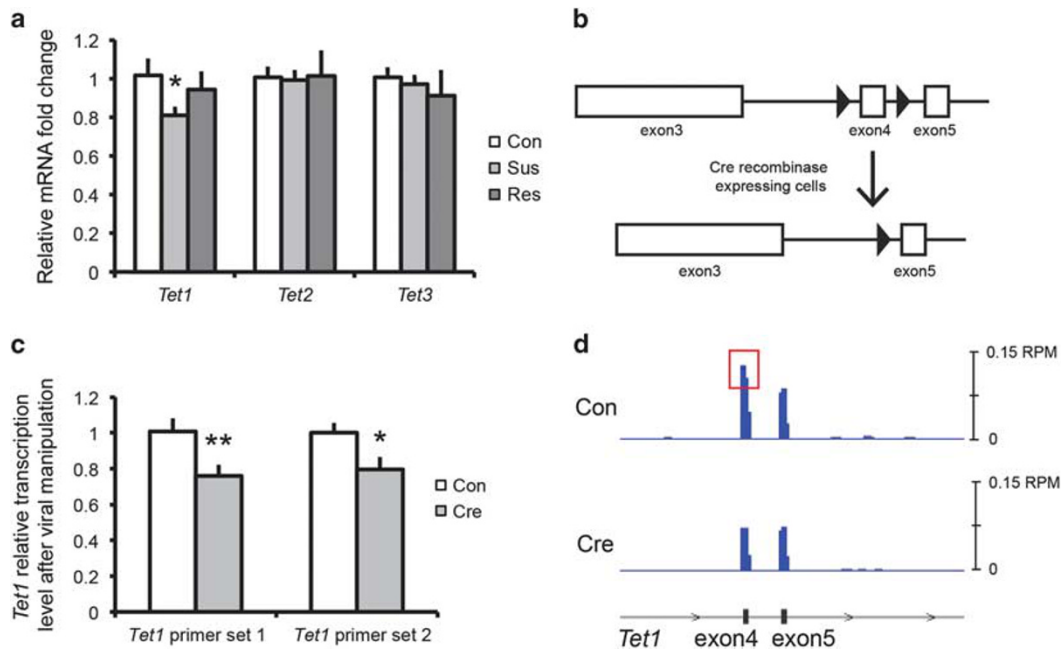 a
Relative mRNA fold change
1.2
1
0.8
0.6
0.4
0.2
0
*
Tet1
Tet2
Tet3
Con
Sus
Res
b
exon3
exon4
exon5
Cre recombinase
expressing cells
exon3
exon5
c
Tet1 relative transcription
level after viral manipulation
1.2
1
0.8
0.6
0.4
0.2
0
**
*
Tet1 primer set 1
Tet1 primer set 2
Con
Cre
d
Con
0.15 RPM
0
Cre
0.15 RPM
0
Tet1
exon4
exon5